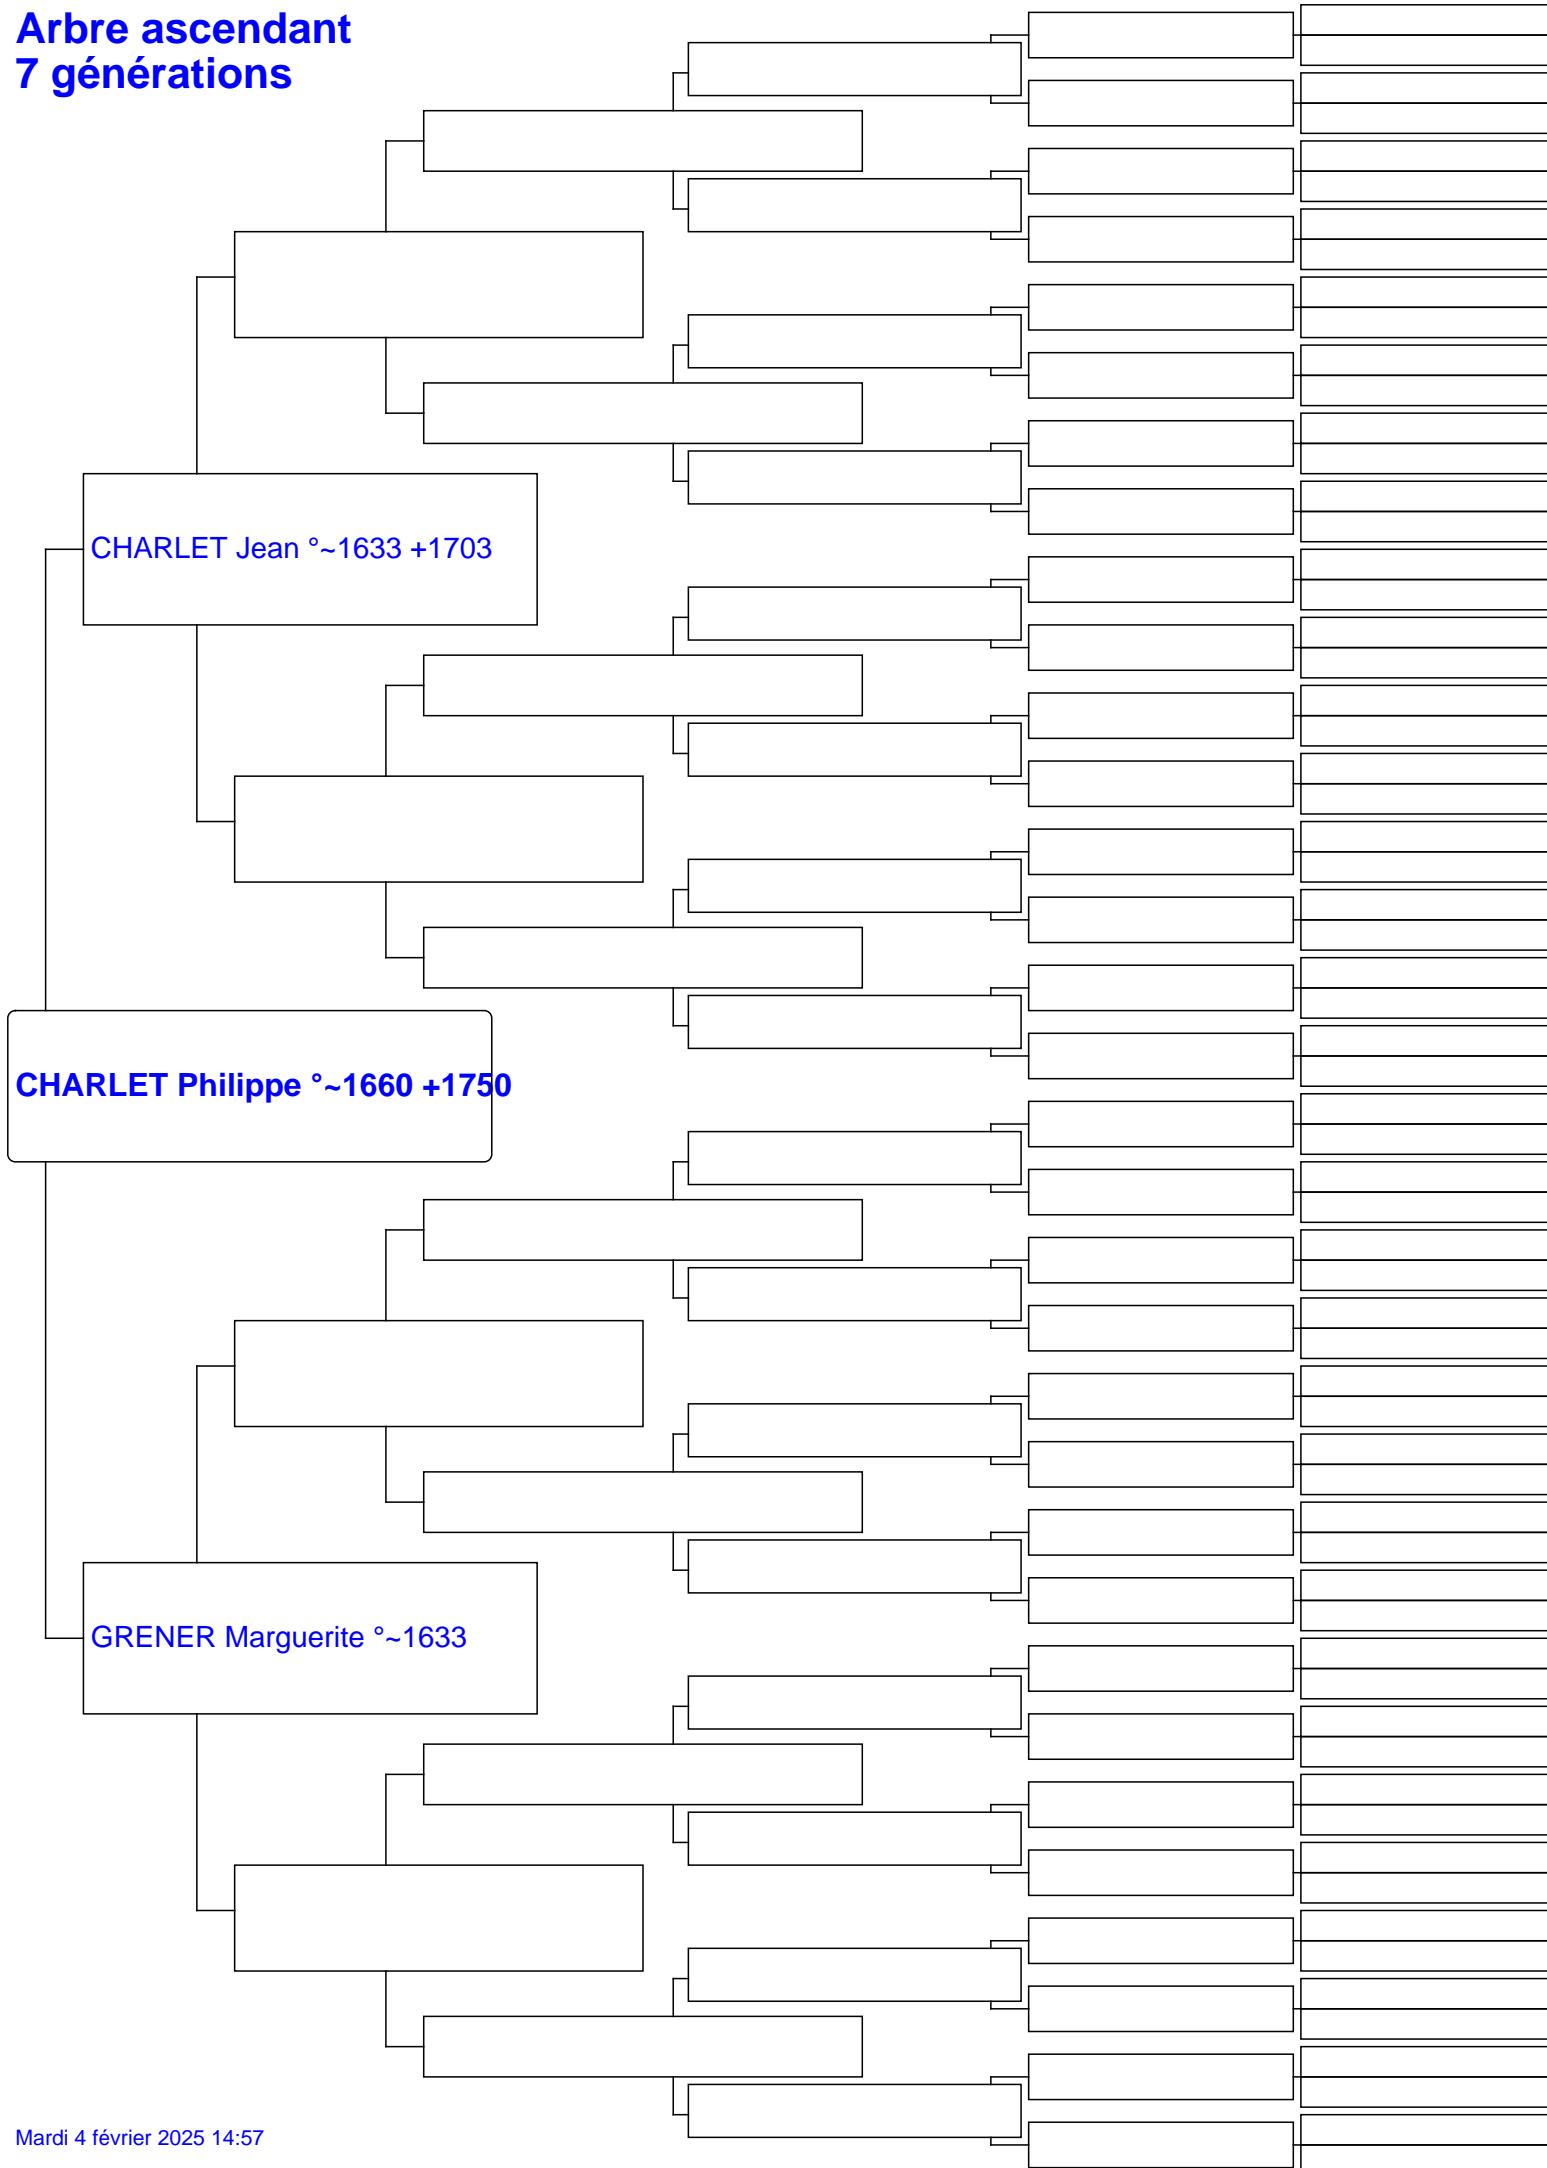 Arbre ascendant
7 générations
CHARLET Jean °~1633 +1703
CHARLET Philippe °~1660 +1750
GRENER Marguerite °~1633
Mardi 4 février 2025 14:57